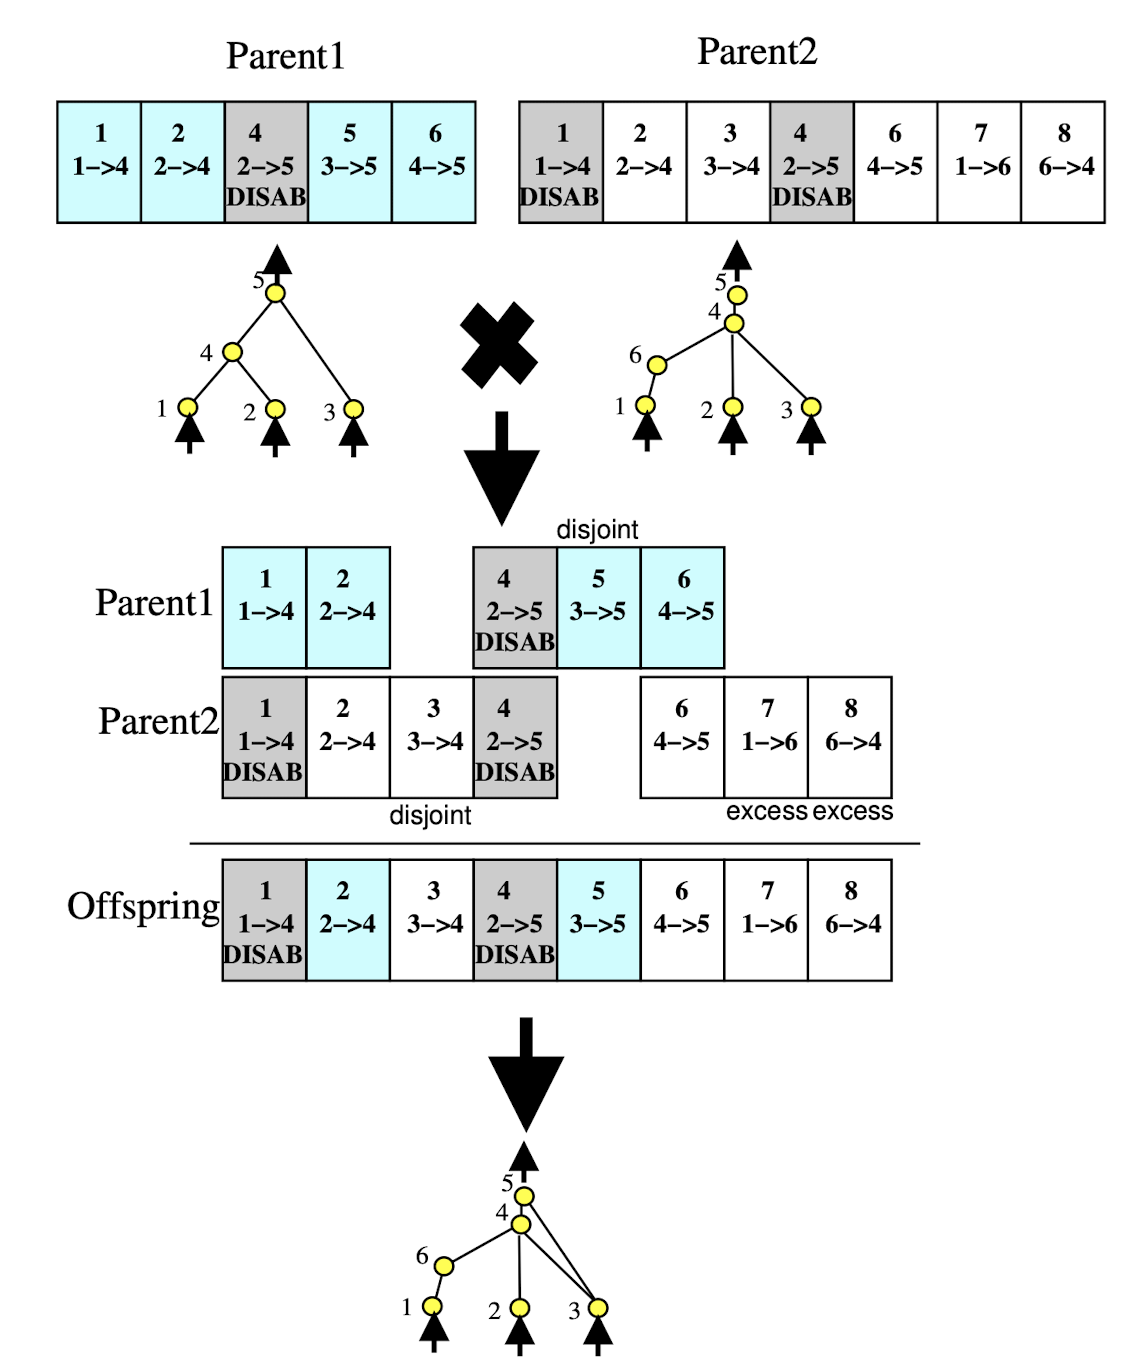 Parent1
Parent2
1 2 4 5 6
1–>4 2–>4 2–>5 3–>5 4–>5
DISAB
1 2 3 4 6 7 8
1–>4 2–>4 3–>4 2–>5 4–>5 1–>6 6–>4
DISAB DISAB
5
4
1 2 3
5
4
6
1 2 3
disjoint
Parent1
1 2 4 5 6
1–>4 2–>4 2–>5 3–>5 4–>5
DISAB
Parent2
1 2 3 4 6 7 8
1–>4 2–>4 3–>4 2–>5 4–>5 1–>6 6–>4
DISAB DISAB
disjoint excess excess
Offspring
1 2 3 4 5 6 7 8
1–>4 2–>4 3–>4 2–>5 3–>5 4–>5 1–>6 6–>4
DISAB DISAB
5
4
6
1 2 3